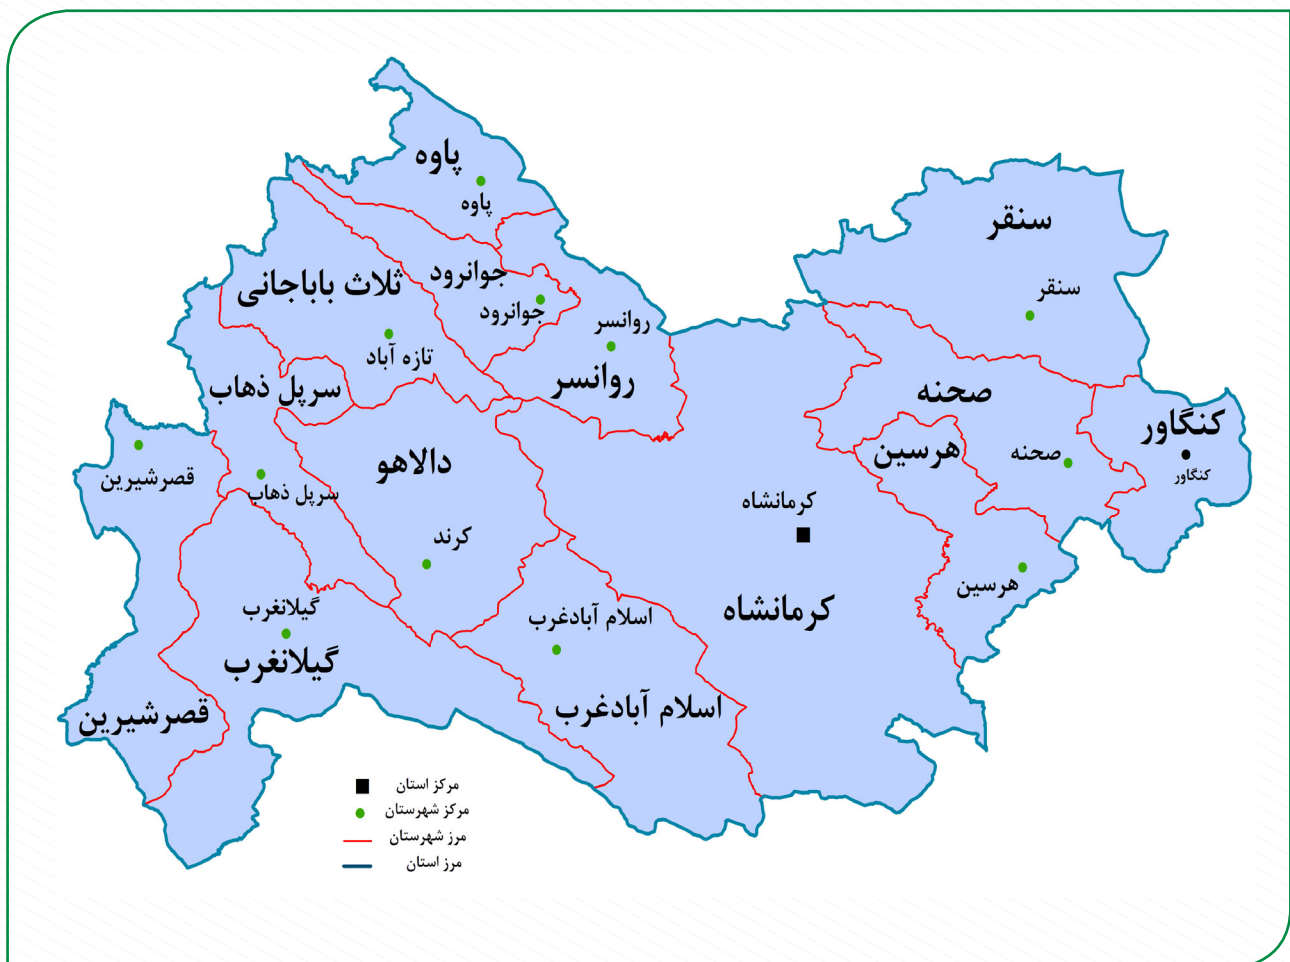 پاوه
پاوه
سنقر
سنقر
جوانرود
جوانرود
ثلاث باباجانی
تازه آباد
روانسر
روانسر
سرپل ذهاب
سرپل ذهاب
صحنه
صحنه
کنگاور
کنگاور
هرسین
هرسین
قصرشیرین
قصرشیرین
دالاهو
کرند
کرمانشاه
کرمانشاه
گیلانغرب
گیلانغرب
اسلام آبادغرب
اسلام آبادغرب
مرکز استان
مرکز شهرستان
مرز شهرستان
مرز استان